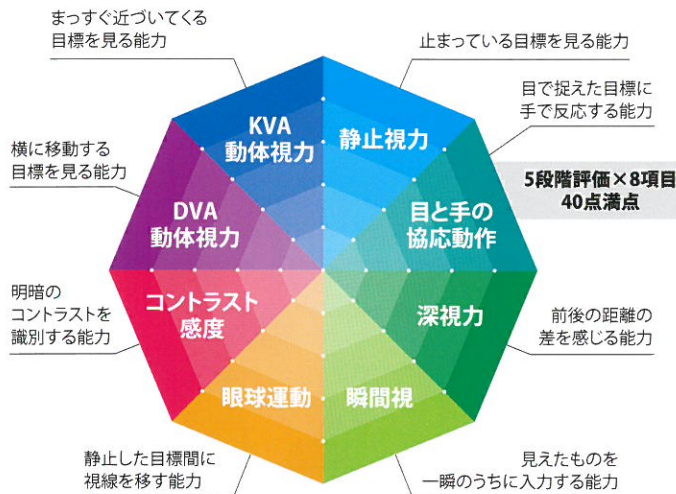 まっすぐ近づいてくる
目標を見る能力
止まっている目標を見る能力
目で捉えた目標に
手で反応する能力
KVA
動体視力
静止視力
横に移動する
目標を見る能力
5段階評価×8項目
40点満点
DVA
動体視力
目と手の
協応動作
明暗の
コントラストを
識別する能力
コントラスト
感度
深視力
前後の距離の
差を感じる能力
眼球運動
瞬間視
静止した目標間に
視線を移す能力
見えたものを
一瞬のうちに入力する能力